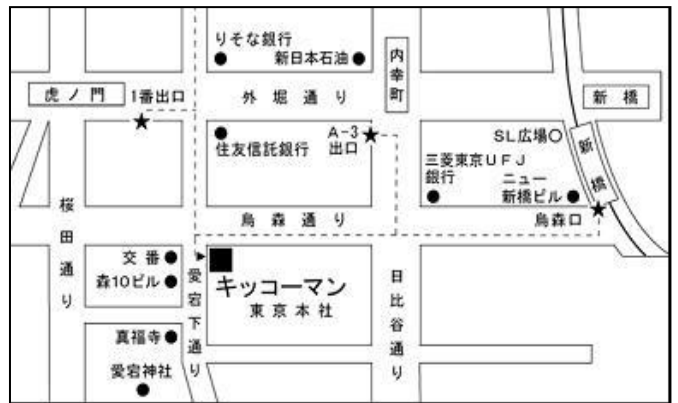 りそな銀行
新日本石油
内幸町
虎ノ門
1番出口
外堀通り
新橋
住友信託銀行
A-3
出口
SL広場
新橋
三菱東京UFJ
銀行
ニュー
新橋ビル
烏森口
烏森通り
桜田通り
交番
森10ビル
愛宕下通り
キッコーマン
東京本社
日比谷通り
真福寺
愛宕神社